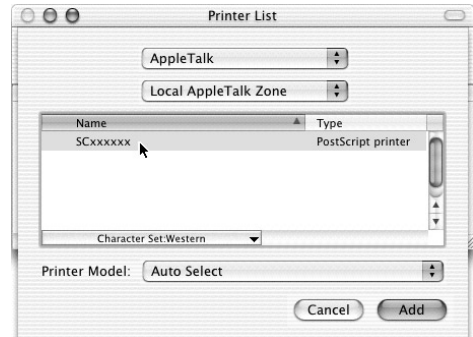 Printer List
AppleTalk
Local AppleTalk Zone
Name Type
SCxxxxxx PostScript printer
Character Set:Western
Printer Model: Auto Select
Cancel Add